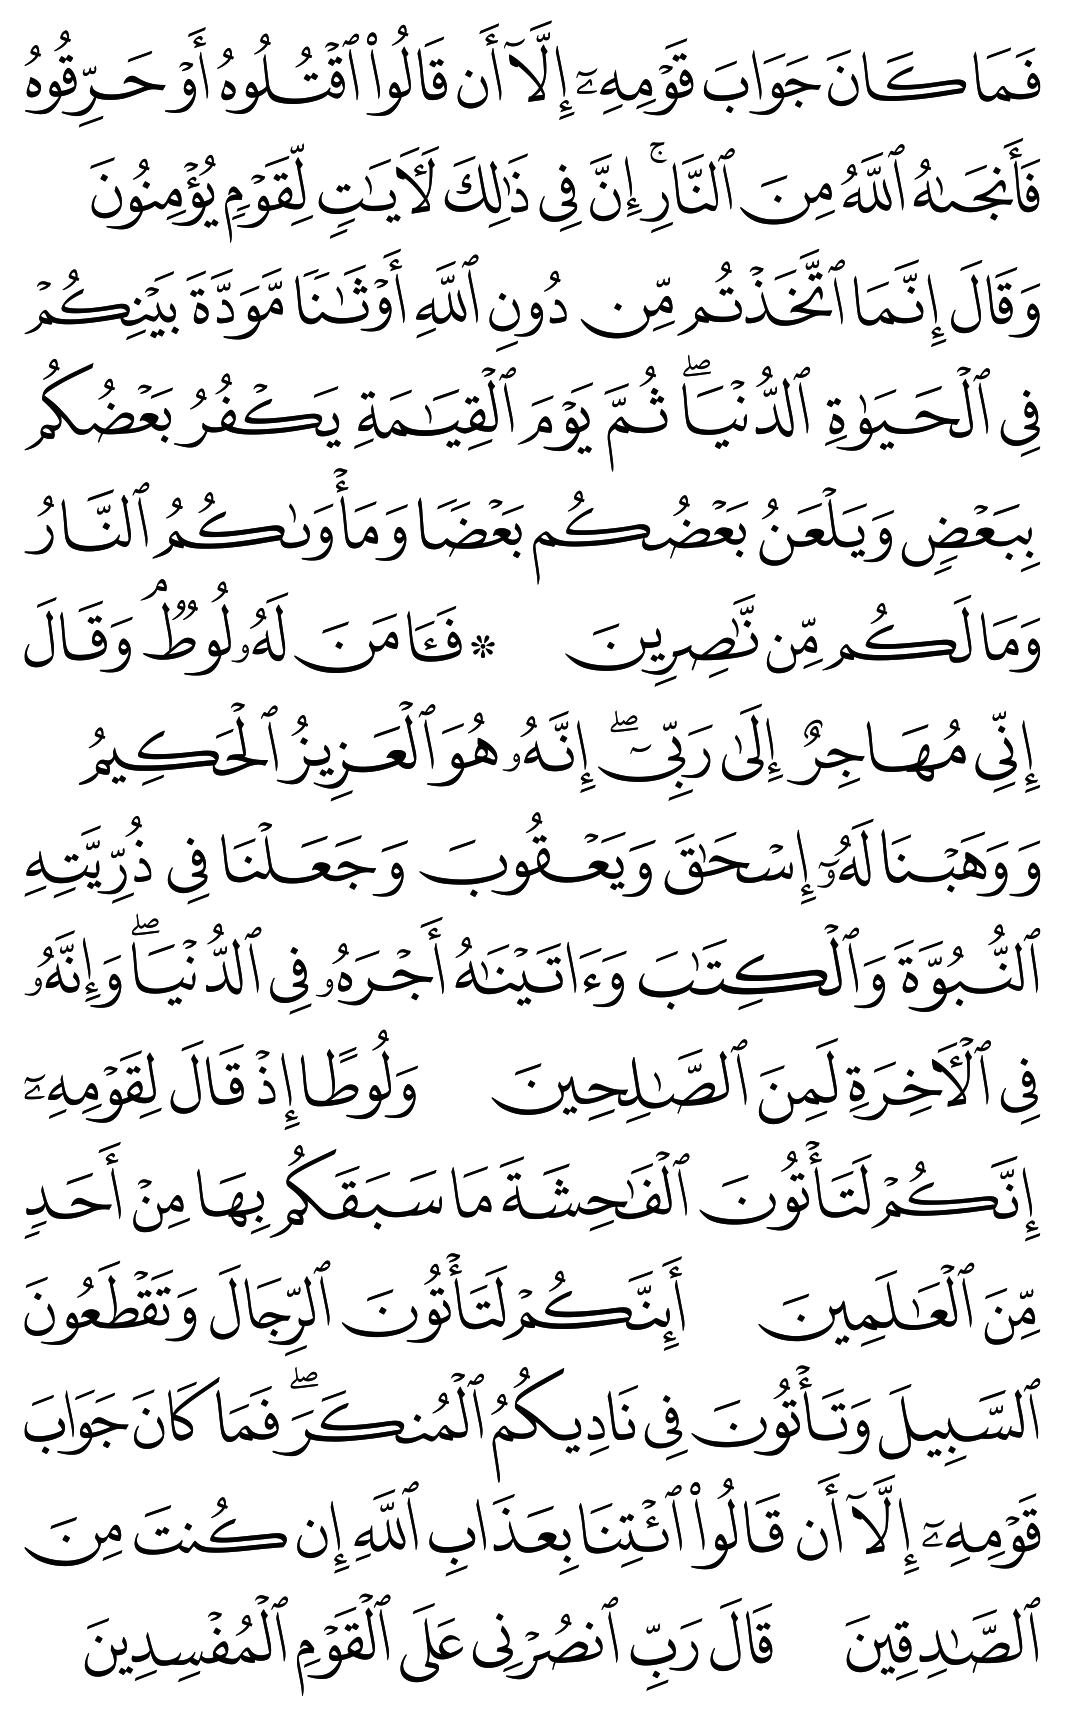 فَمَا كَانَ جَوَابَ قَوْمِهِۦٓ إِلَّآ أَن قَالُوا۟ ٱقْتُلُوهُ أَوْ حَرِّقُوهُ
فَأَنجَىٰهُ ٱللَّهُ مِنَ ٱلنَّارِ ۚ إِنَّ فِى ذَٰلِكَ لَـَٔايَـٰتٍ لِّقَوْمٍ يُؤْمِنُونَ
وَقَالَ إِنَّمَا ٱتَّخَذْتُم مِّن دُونِ ٱللَّهِ أَوْثَـٰنًا مَّوَدَّةَ بَيْنِكُمْ
فِى ٱلْحَيَوٰةِ ٱلدُّنْيَا ۖ ثُمَّ يَوْمَ ٱلْقِيَـٰمَةِ يَكْفُرُ بَعْضُكُم
بِبَعْضٍ وَيَلْعَنُ بَعْضُكُم بَعْضًا وَمَأْوَىٰكُمُ ٱلنَّارُ
وَمَا لَكُم مِّن نَّـٰصِرِينَ ۞ فَـَٔامَنَ لَهُۥ لُوطٌ ۘ وَقَالَ
إِنِّى مُهَاجِرٌ إِلَىٰ رَبِّىٓ ۖ إِنَّهُۥ هُوَ ٱلْعَزِيزُ ٱلْحَكِيمُ
وَوَهَبْنَا لَهُۥٓ إِسْحَـٰقَ وَيَعْقُوبَ وَجَعَلْنَا فِى ذُرِّيَّتِهِ
ٱلنُّبُوَّةَ وَٱلْكِتَـٰبَ وَءَاتَيْنَـٰهُ أَجْرَهُۥ فِى ٱلدُّنْيَا ۖ وَإِنَّهُۥ
فِى ٱلْـَٔاخِرَةِ لَمِنَ ٱلصَّـٰلِحِينَ وَلُوطًا إِذْ قَالَ لِقَوْمِهِۦٓ
إِنَّكُمْ لَتَأْتُونَ ٱلْفَـٰحِشَةَ مَا سَبَقَكُم بِهَا مِنْ أَحَدٍ
مِّنَ ٱلْعَـٰلَمِينَ أَئِنَّكُمْ لَتَأْتُونَ ٱلرِّجَالَ وَتَقْطَعُونَ
ٱلسَّبِيلَ وَتَأْتُونَ فِى نَادِيكُمُ ٱلْمُنكَرَ ۖ فَمَا كَانَ جَوَابَ
قَوْمِهِۦٓ إِلَّآ أَن قَالُوا۟ ٱئْتِنَا بِعَذَابِ ٱللَّهِ إِن كُنتَ مِنَ
ٱلصَّـٰدِقِينَ قَالَ رَبِّ ٱنصُرْنِى عَلَى ٱلْقَوْمِ ٱلْمُفْسِدِينَ